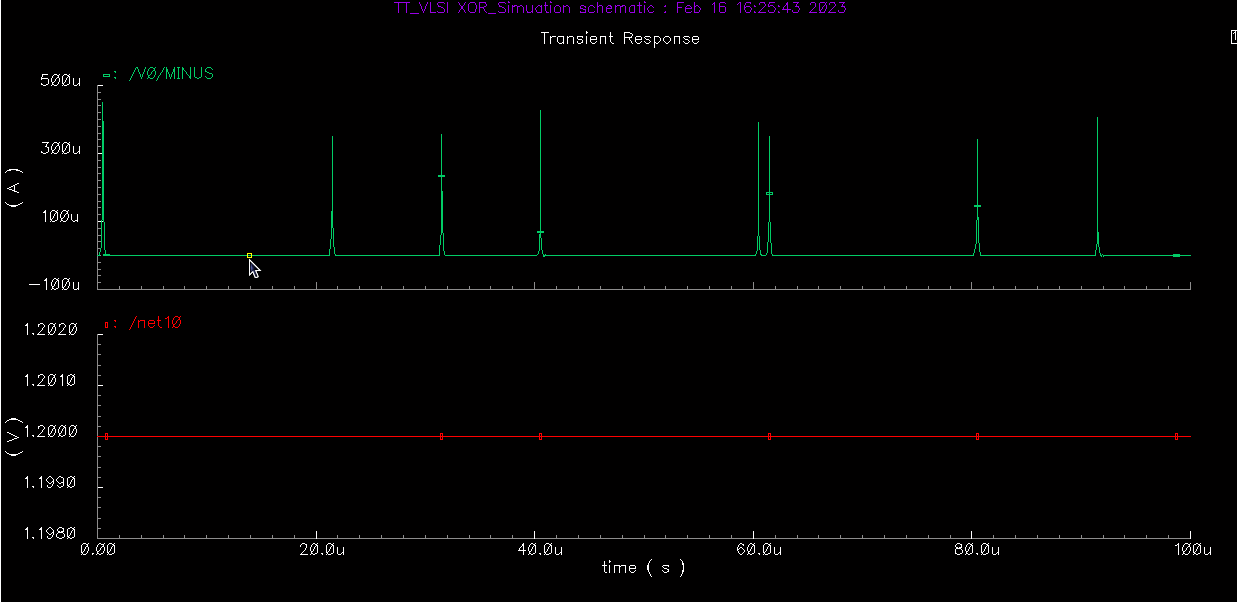 TT_VLSI XOR_Simuation schematic : Feb 16 16:25:43 2023
Transient Response
1
: /V0/MINUS
500u
300u
100u
-100u
( A )
: /net10
1.2020
1.2010
1.2000
1.1990
1.1980
( V )
0.00 20.0u 40.0u 60.0u 80.0u 100u
time ( s )